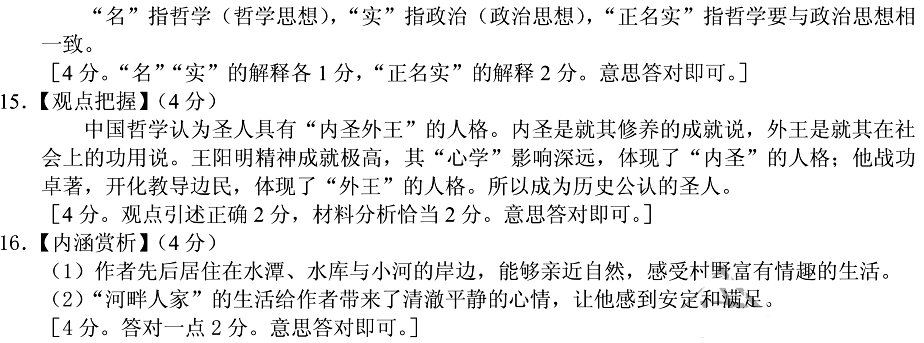 “名”指哲学（哲学思想），“实”指政治（政治思想），“正名实”指哲学要与政治思想相
一致。
［4 分。“名”“实”的解释各 1 分，“正名实”的解释 2 分。意思答对即可。］
15．【观点把握】（4 分）
中国哲学认为圣人具有“内圣外王”的人格。内圣是就其修养的成就说，外王是就其在社
会上的功用说。王阳明精神成就极高，其“心学”影响深远，体现了“内圣”的人格；他战功
卓著，开化教导边民，体现了“外王”的人格。所以成为历史公认的圣人。
［4 分。观点引述正确 2 分，材料分析恰当 2 分。意思答对即可。］
16．【内涵赏析】（4 分）
（1）作者先后居住在水潭、水库与小河的岸边，能够亲近自然，感受村野富有情趣的生活。
（2）“河畔人家”的生活给作者带来了清澈平静的心情，让他感到安定和满足。
［4 分。答对一点 2 分。意思答对即可。］